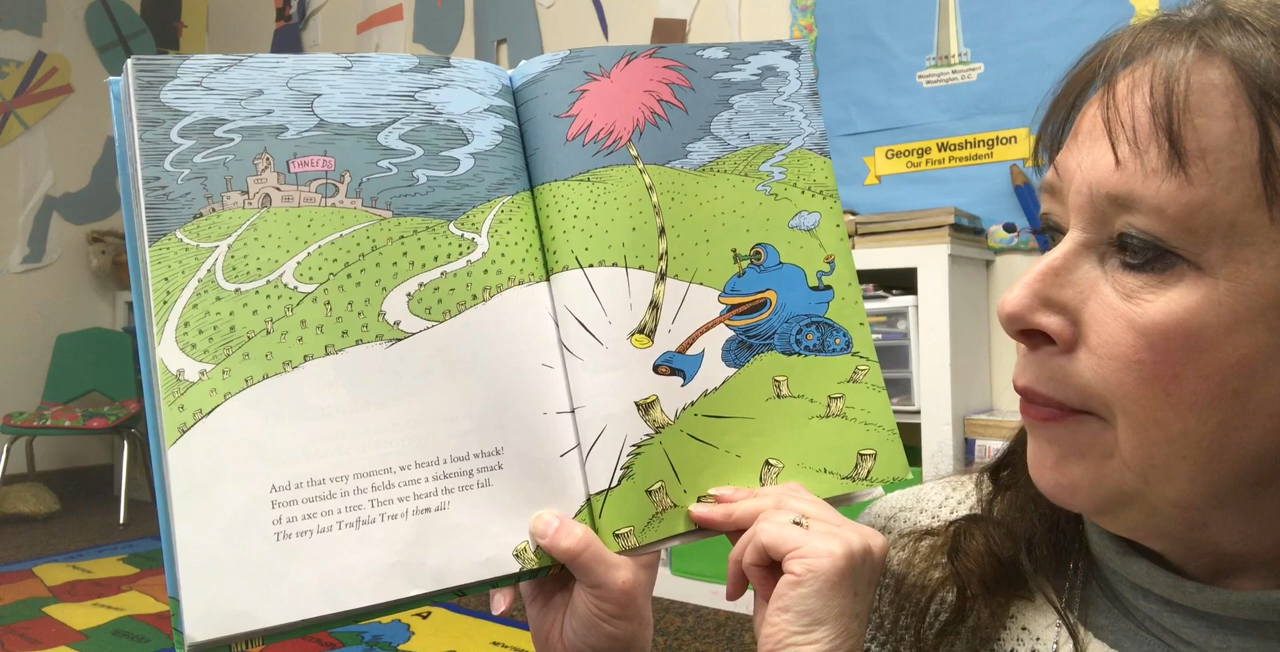 THNEEDS
And at that very moment, we heard a loud whack!
From outside in the fields came a sickening smack
of an axe on a tree. Then we heard the tree fall.
The very last Truffula Tree of them all!
Washington Monument
Washington, D.C.
George Washington
Our First President